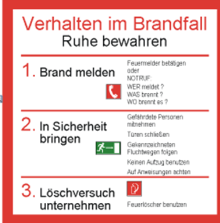 Verhalten im Brandfall
Ruhe bewahren
1. Brand melden
Feuermelder betätigen
oder
NOTRUF:
WER meldet ?
WAS brennt ?
WO brennt es ?
2. In Sicherheit
bringen
Gefährdete Personen
mitnehmen
Türen schließen
Gekennzeichneten
Fluchtwegen folgen
Keinen Aufzug benutzen
Auf Anweisungen achten
3. Löschversuch
unternehmen
Feuerlöscher benutzen